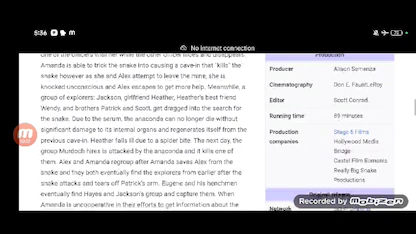 5:36
No internet connection
one of the officers that her while the other officer looks and disappears.
Amanda is able to trick the snake into causing a cave-in that "kills" the
snake however as she and Alex attempt to leave the mine, she is
knocked unconscious and Alex escapes to get more help. Meanwhile, a
group of explorers: Jackson, girlfriend Heather, Heather's best friend
Wendy, and brothers Patrick and Scott, get dragged into the search for
the snake. Due to the serum, the anaconda can no longer die without
significant damage to its internal organs and regenerates itself from the
previous cave-in. Heather falls ill due to a spider bite. The next day, the
group Murdoch hires is attacked by the anaconda and it kills one of
them. Alex and Amanda regroup after Amanda saves Alex from the
snake and they both eventually find the explorers from earlier after the
snake attacks and tears off Patrick's arm. Eugene and his henchmen
eventually find Hayes and Jackson's group and capture them. When
Amanda is uncooperative in their efforts to get information about the
Production
Producer Alison Semenza
Cinematography Don E. FauntLeRoy
Editor Scott Conrad
Running time 89 minutes
Production companies
Stage 6 Films
Hollywood Media
Bridge
Castel Film Romania
Really Big Snake
Productions
Original release
Network
Recorded by mobizen